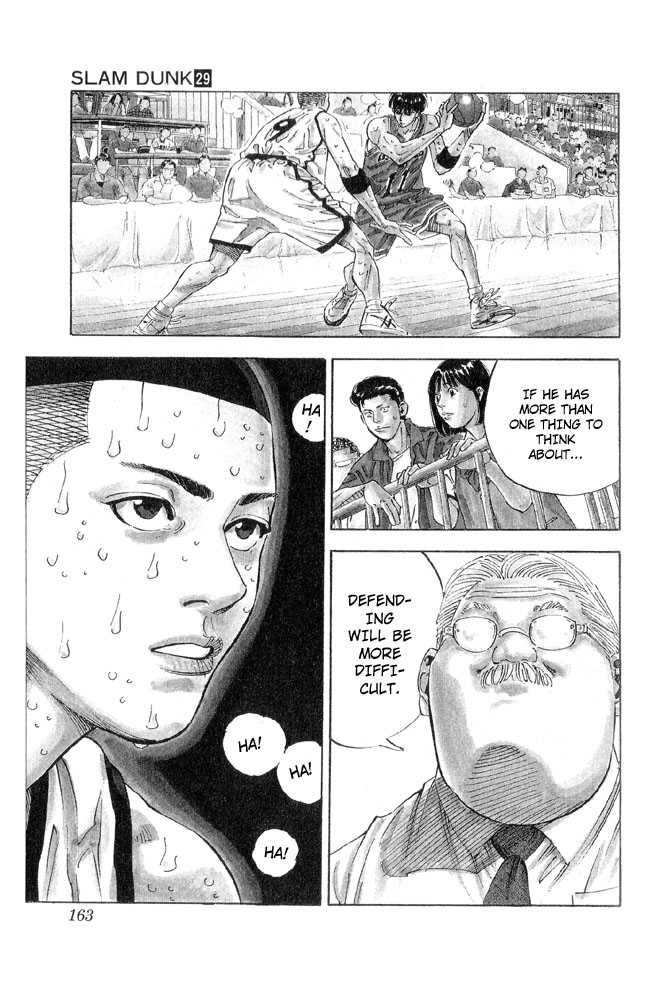 SLAM DUNK 29
11
IF HE HAS
MORE THAN
ONE THING TO
THINK
ABOUT...
HA
!
DEFEND-
ING
WILL BE
MORE
DIFFI-
CULT.
HA!
HA!
HA!
163